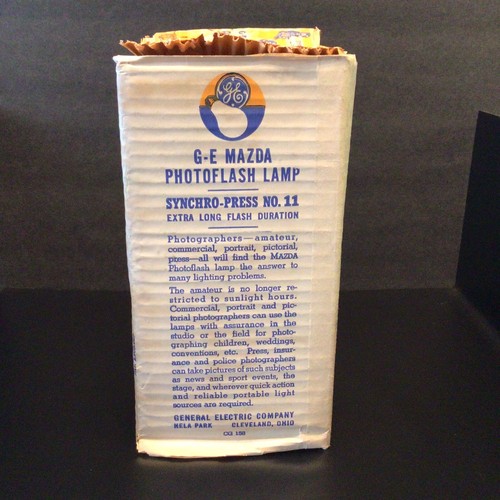 GE
G-E MAZDA
PHOTOFLASH LAMP
SYNCHRO-PRESS NO. 11
EXTRA LONG FLASH DURATION
Photographers—amateur,
commercial, portrait, pictorial,
press—all will find the MAZDA
Photoflash lamp the answer to
many lighting problems.
The amateur is no longer re-
stricted to sunlight hours.
Commercial, portrait and pic-
torial photographers can use the
lamps with assurance in the
studio or the field for photo-
graphing children, weddings,
conventions, etc. Press, insur-
ance and police photographers
can take pictures of such subjects
as news and sport events, the
stage, and wherever quick action
and reliable portable light
sources are required.
GENERAL ELECTRIC COMPANY
NELA PARK CLEVELAND, OHIO